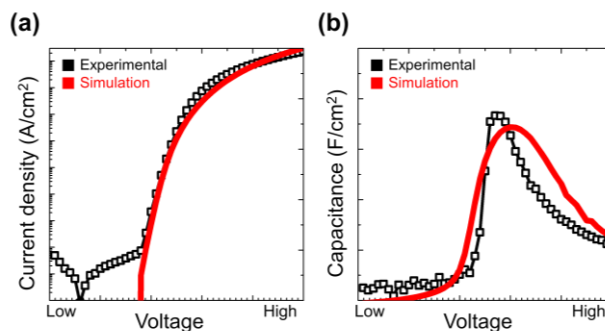 (a)
Current density (A/cm²)
Experimental
Simulation
Low
Voltage
High
(b)
Capacitance (F/cm²)
Experimental
Simulation
Low
Voltage
High